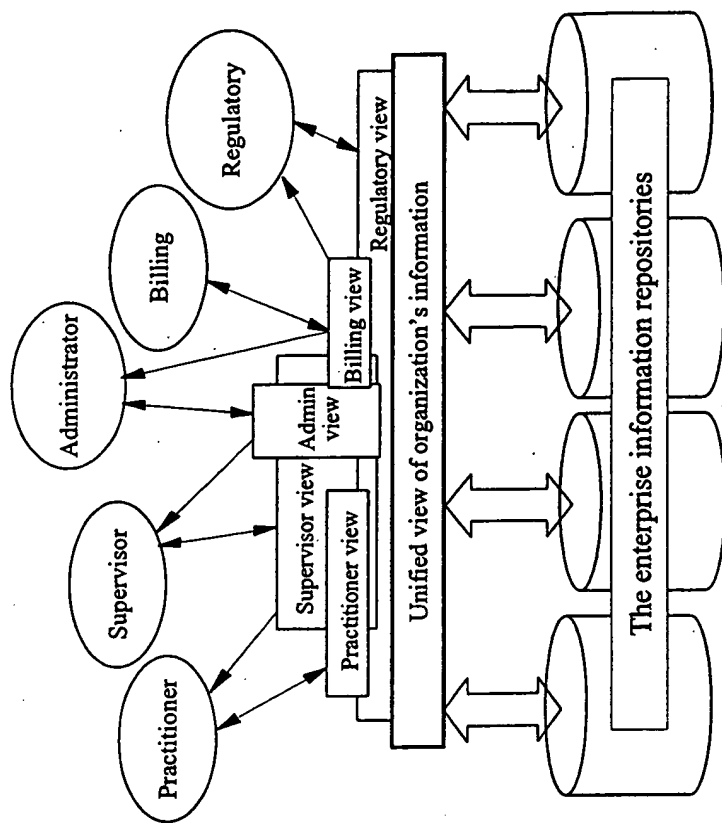 Practitioner
Supervisor
Administrator
Billing
Regulatory
Supervisor view
Admin
view
Practitioner view
Billing view
Regulatory view
Unified view of organization's information
The enterprise information repositories